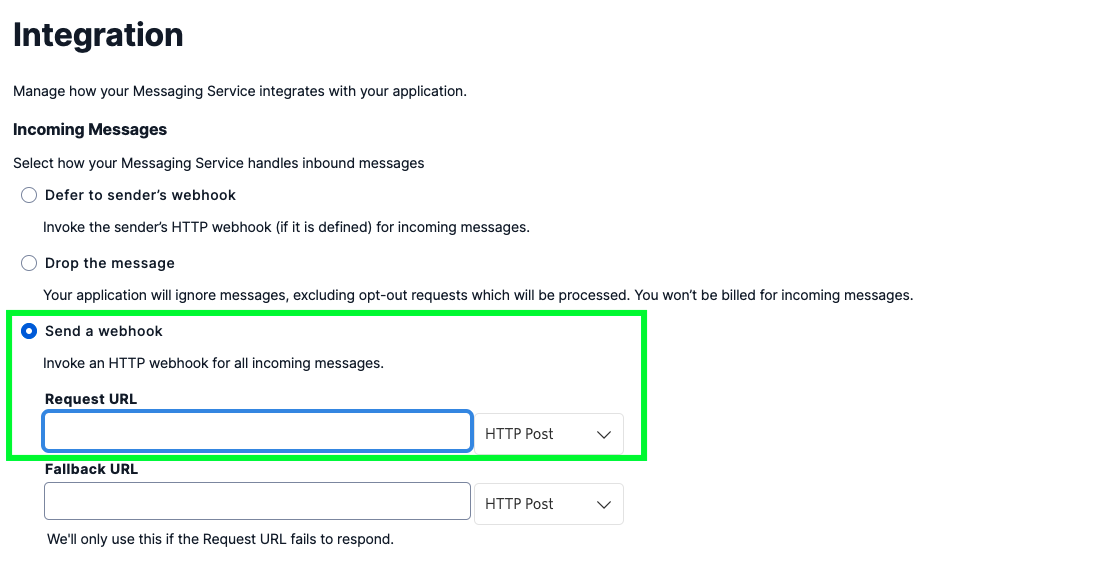 Integration
Manage how your Messaging Service integrates with your application.
Incoming Messages
Select how your Messaging Service handles inbound messages
Defer to sender’s webhook
Invoke the sender’s HTTP webhook (if it is defined) for incoming messages.
Drop the message
Your application will ignore messages, excluding opt-out requests which will be processed. You won’t be billed for incoming messages.
Send a webhook
Invoke an HTTP webhook for all incoming messages.
Request URL
HTTP Post
Fallback URL
HTTP Post
We'll only use this if the Request URL fails to respond.